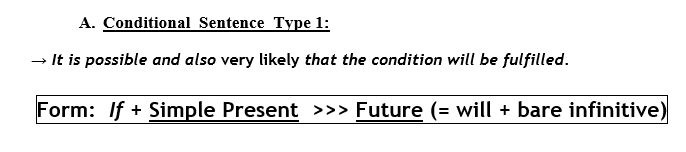 A. Conditional Sentence Type 1:
→ It is possible and also very likely that the condition will be fulfilled.
Form: If + Simple Present >>> Future (= will + bare infinitive)